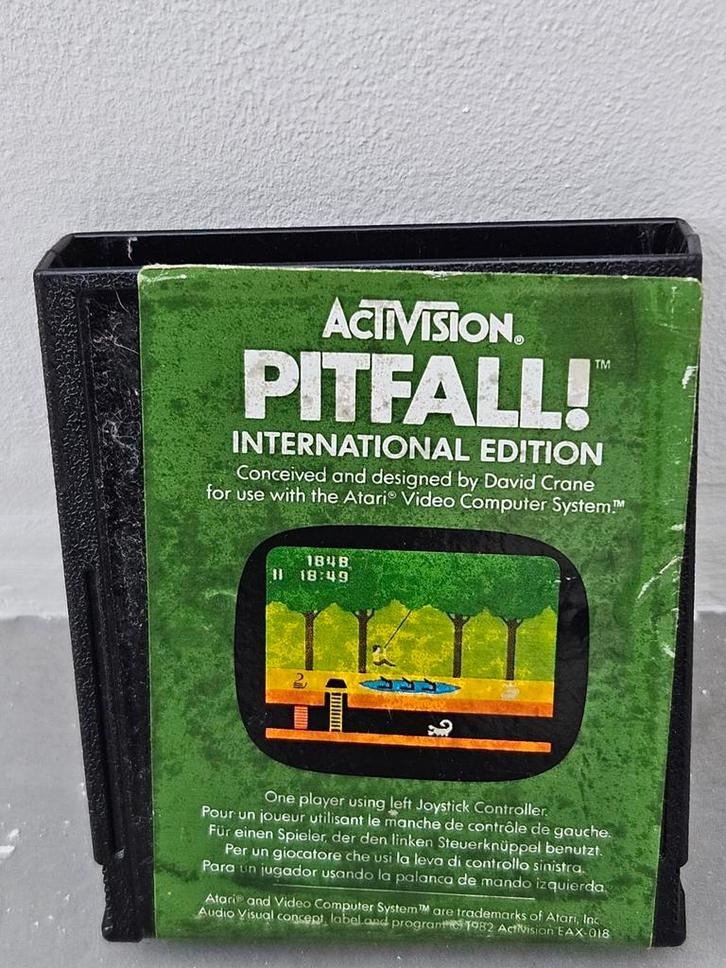 ACTIVISION®
PITFALL!™
INTERNATIONAL EDITION
Conceived and designed by David Crane
for use with the Atari® Video Computer System™
1848
18:49
One player using left Joystick Controller.
Pour un joueur utilisant le manche de contrôle de gauche.
Für einen Spieler, der den linken Steuerknüppel benutzt.
Per un giocatore che usi la leva di controllo sinistra.
Para un jugador usando la palanca de mando izquierda.
Atari® and Video Computer System™ are trademarks of Atari, Inc.
Audio Visual concept, label and program © 1982 Activision EAX-018